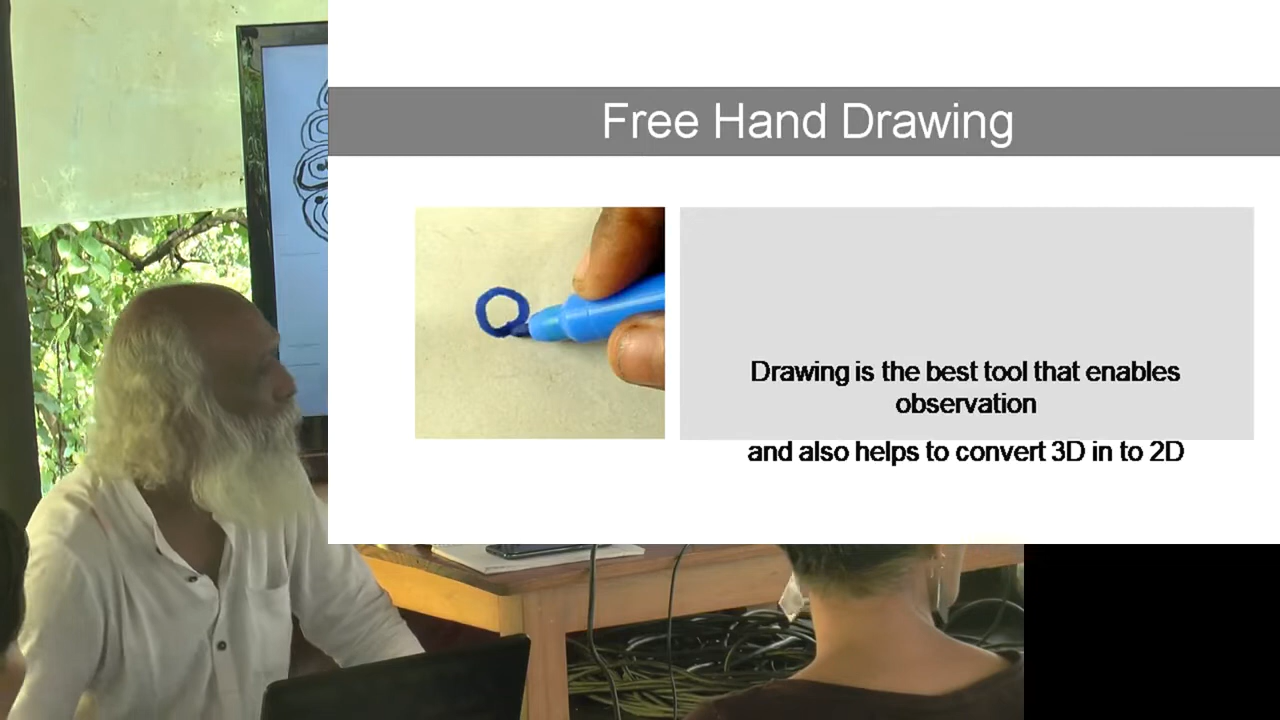 Free Hand Drawing
Drawing is the best tool that enables
observation
and also helps to convert 3D in to 2D